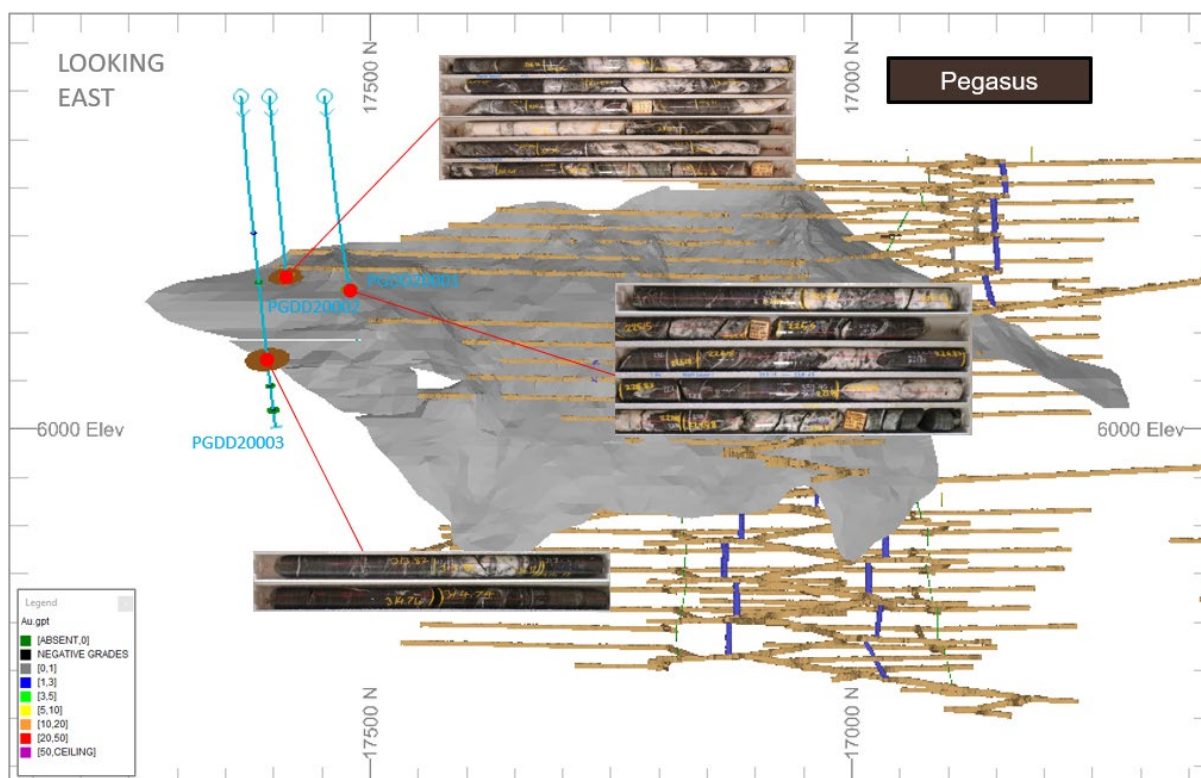 LOOKING
EAST
17500 N
17000 N
Pegasus
PGDD20001
PGDD20002
6000 Elev
6000 Elev
PGDD20003
17500 N
17000 N
Legend
Au.gpt
[ABSENT,0]
NEGATIVE GRADES
[0,1]
[1,3]
[3,5]
[5,10]
[10,20]
[20,50]
[50,CEILING]